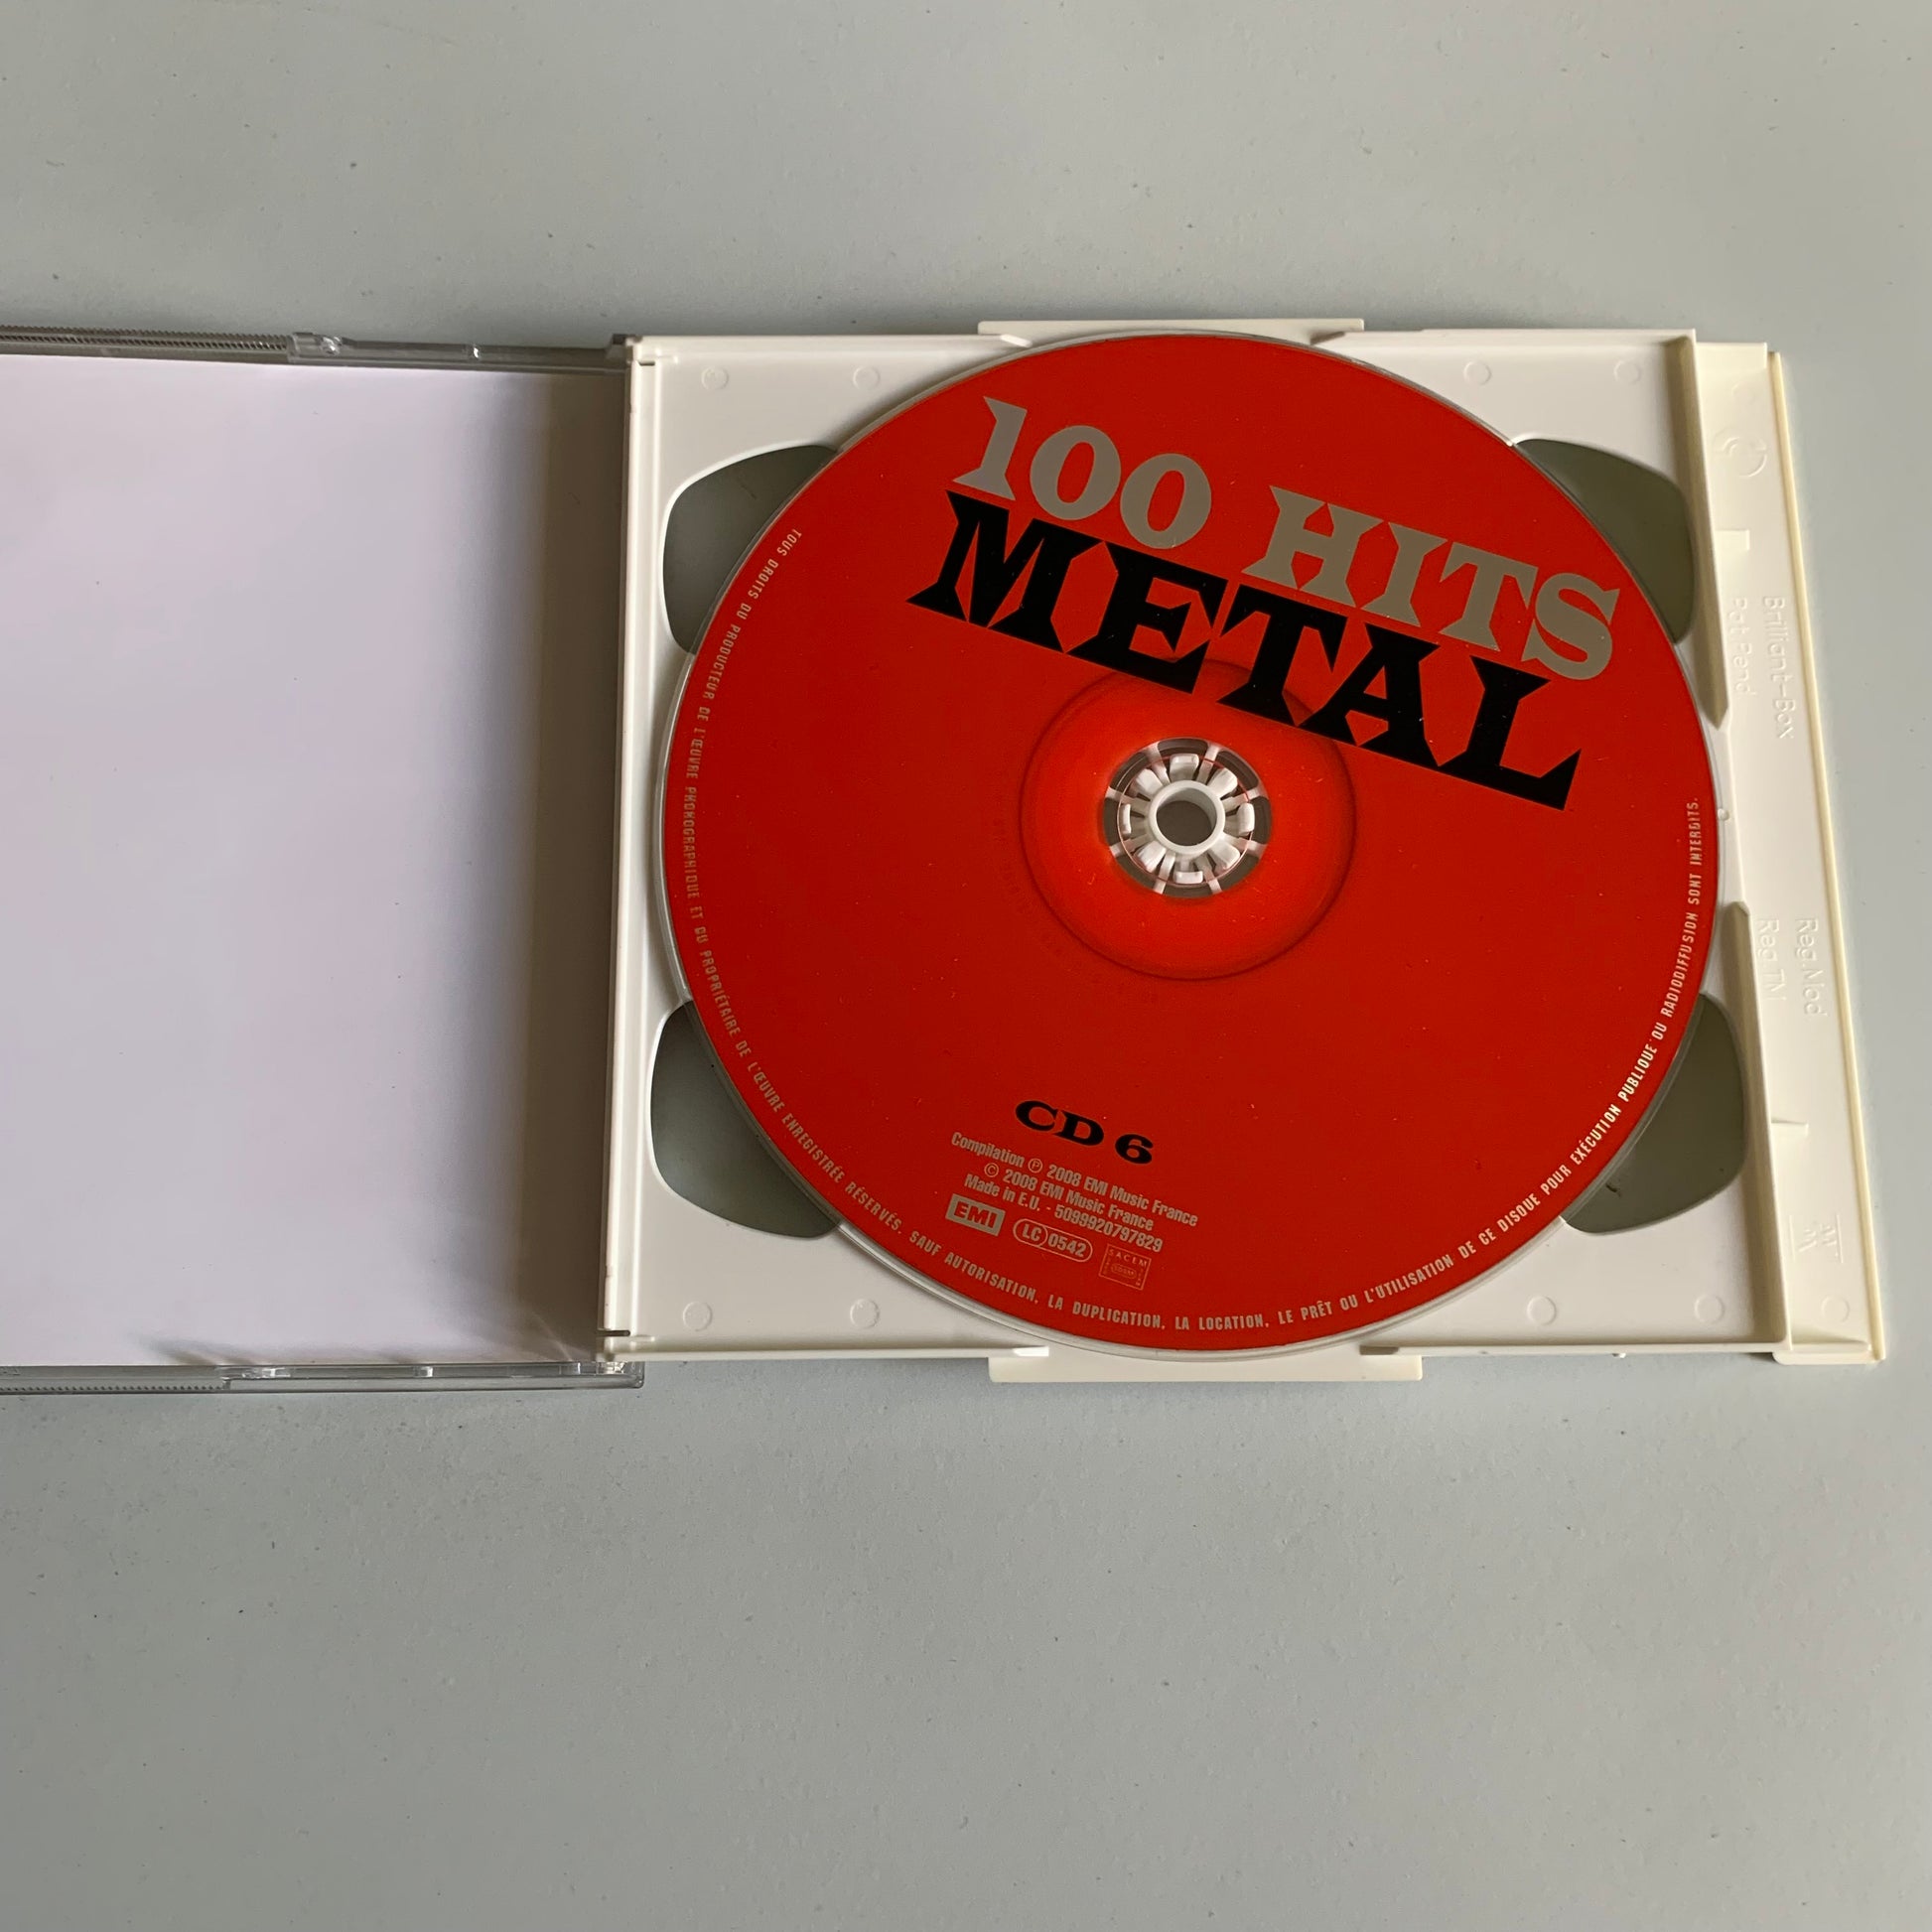 100 HITS
METAL
CD 6
Compilation ℗ 2008 EMI Music France
© 2008 EMI Music France
Made in E.U. - 5099920797829
EMI LC 0542 SACEM
TOUS DROITS DU PRODUCTEUR DE L'ŒUVRE PHONOGRAPHIQUE ET DU PROPRIÉTAIRE DE L'ŒUVRE ENREGISTRÉE RÉSERVÉS. SAUF AUTORISATION, LA DUPLICATION, LA LOCATION, LE PRÊT OU L'UTILISATION DE CE DISQUE POUR EXÉCUTION PUBLIQUE OU RADIODIFFUSION SONT INTERDITS.
Brilliant-Box
Pat.Pend
Reg.Mod
Reg.TM